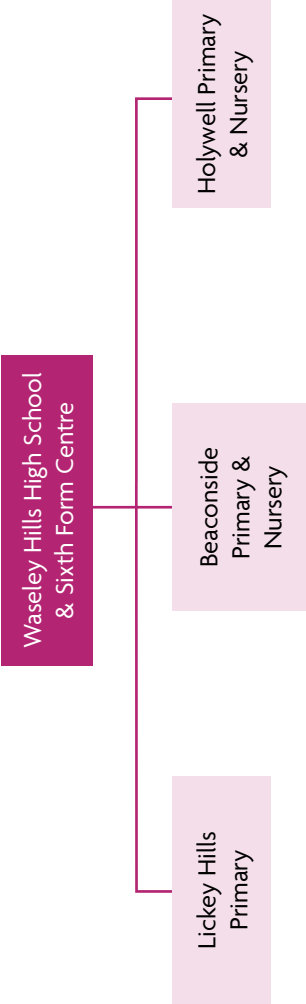 Waseley Hills High School
& Sixth Form Centre
Lickey Hills
Primary
Beaconside
Primary &
Nursery
Holywell Primary
& Nursery